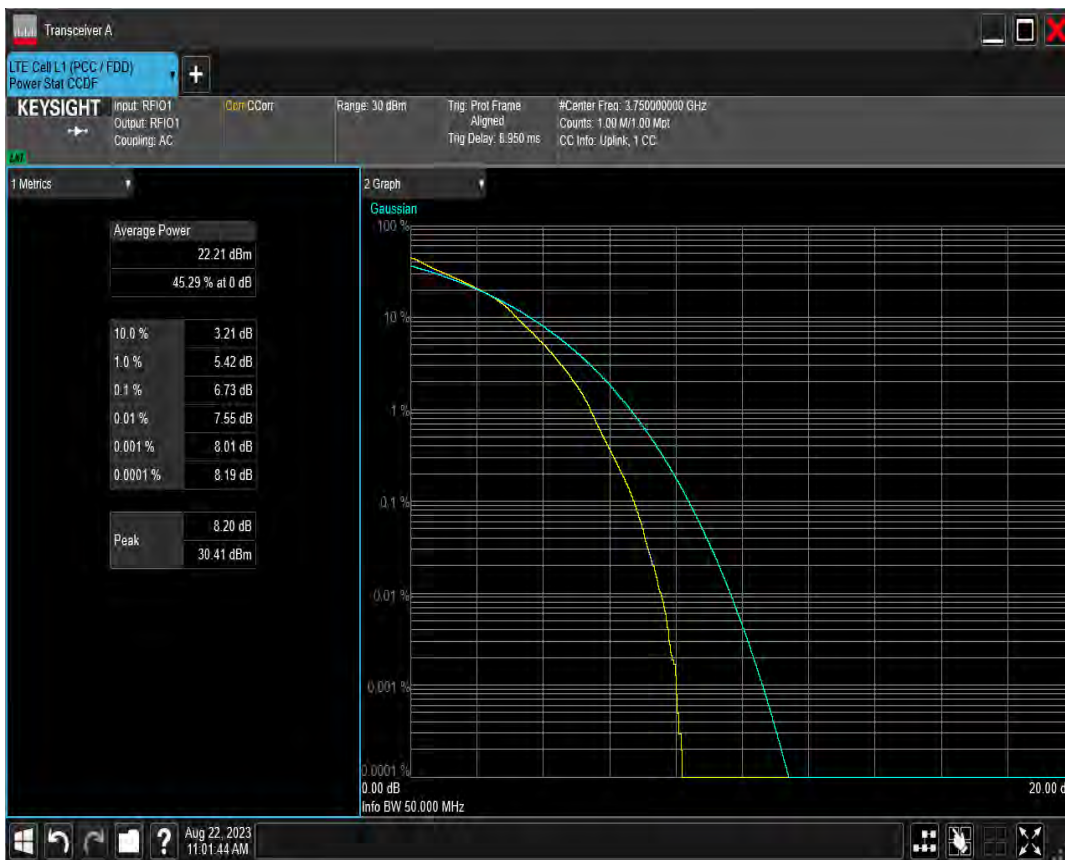 Transceiver A
LTE Cell L1 (PCC / FDD)
Power Stat CCDF
KEYSIGHT
Input: RFIO1
Output: RFIO1
Coupling: AC
Corr CCorr
Range: 30 dBm
Trig: Prot Frame
Aligned
Trig Delay: 8.950 ms
#Center Freq: 3.750000000 GHz
Counts: 1.00 M/1.00 Mpt
CC Info: Uplink, 1 CC
1 Metrics
Average Power
22.21 dBm
45.29 % at 0 dB
10.0 % 3.21 dB
1.0 % 5.42 dB
0.1 % 6.73 dB
0.01 % 7.55 dB
0.001 % 8.01 dB
0.0001 % 8.19 dB
Peak
8.20 dB
30.41 dBm
2 Graph
Gaussian
100 %
10 %
1 %
0.1 %
0.01 %
0.001 %
0.0001 %
0.00 dB
20.00 d
Info BW 50.000 MHz
?
Aug 22, 2023
11:01:44 AM